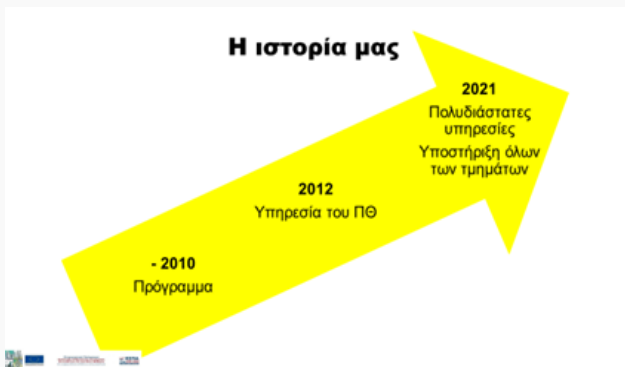 Η ιστορία μας
2021
Πολυδιάστατες
υπηρεσίες
Υποστήριξη όλων
των τμημάτων
2012
Υπηρεσία του ΠΘ
- 2010
Πρόγραμμα